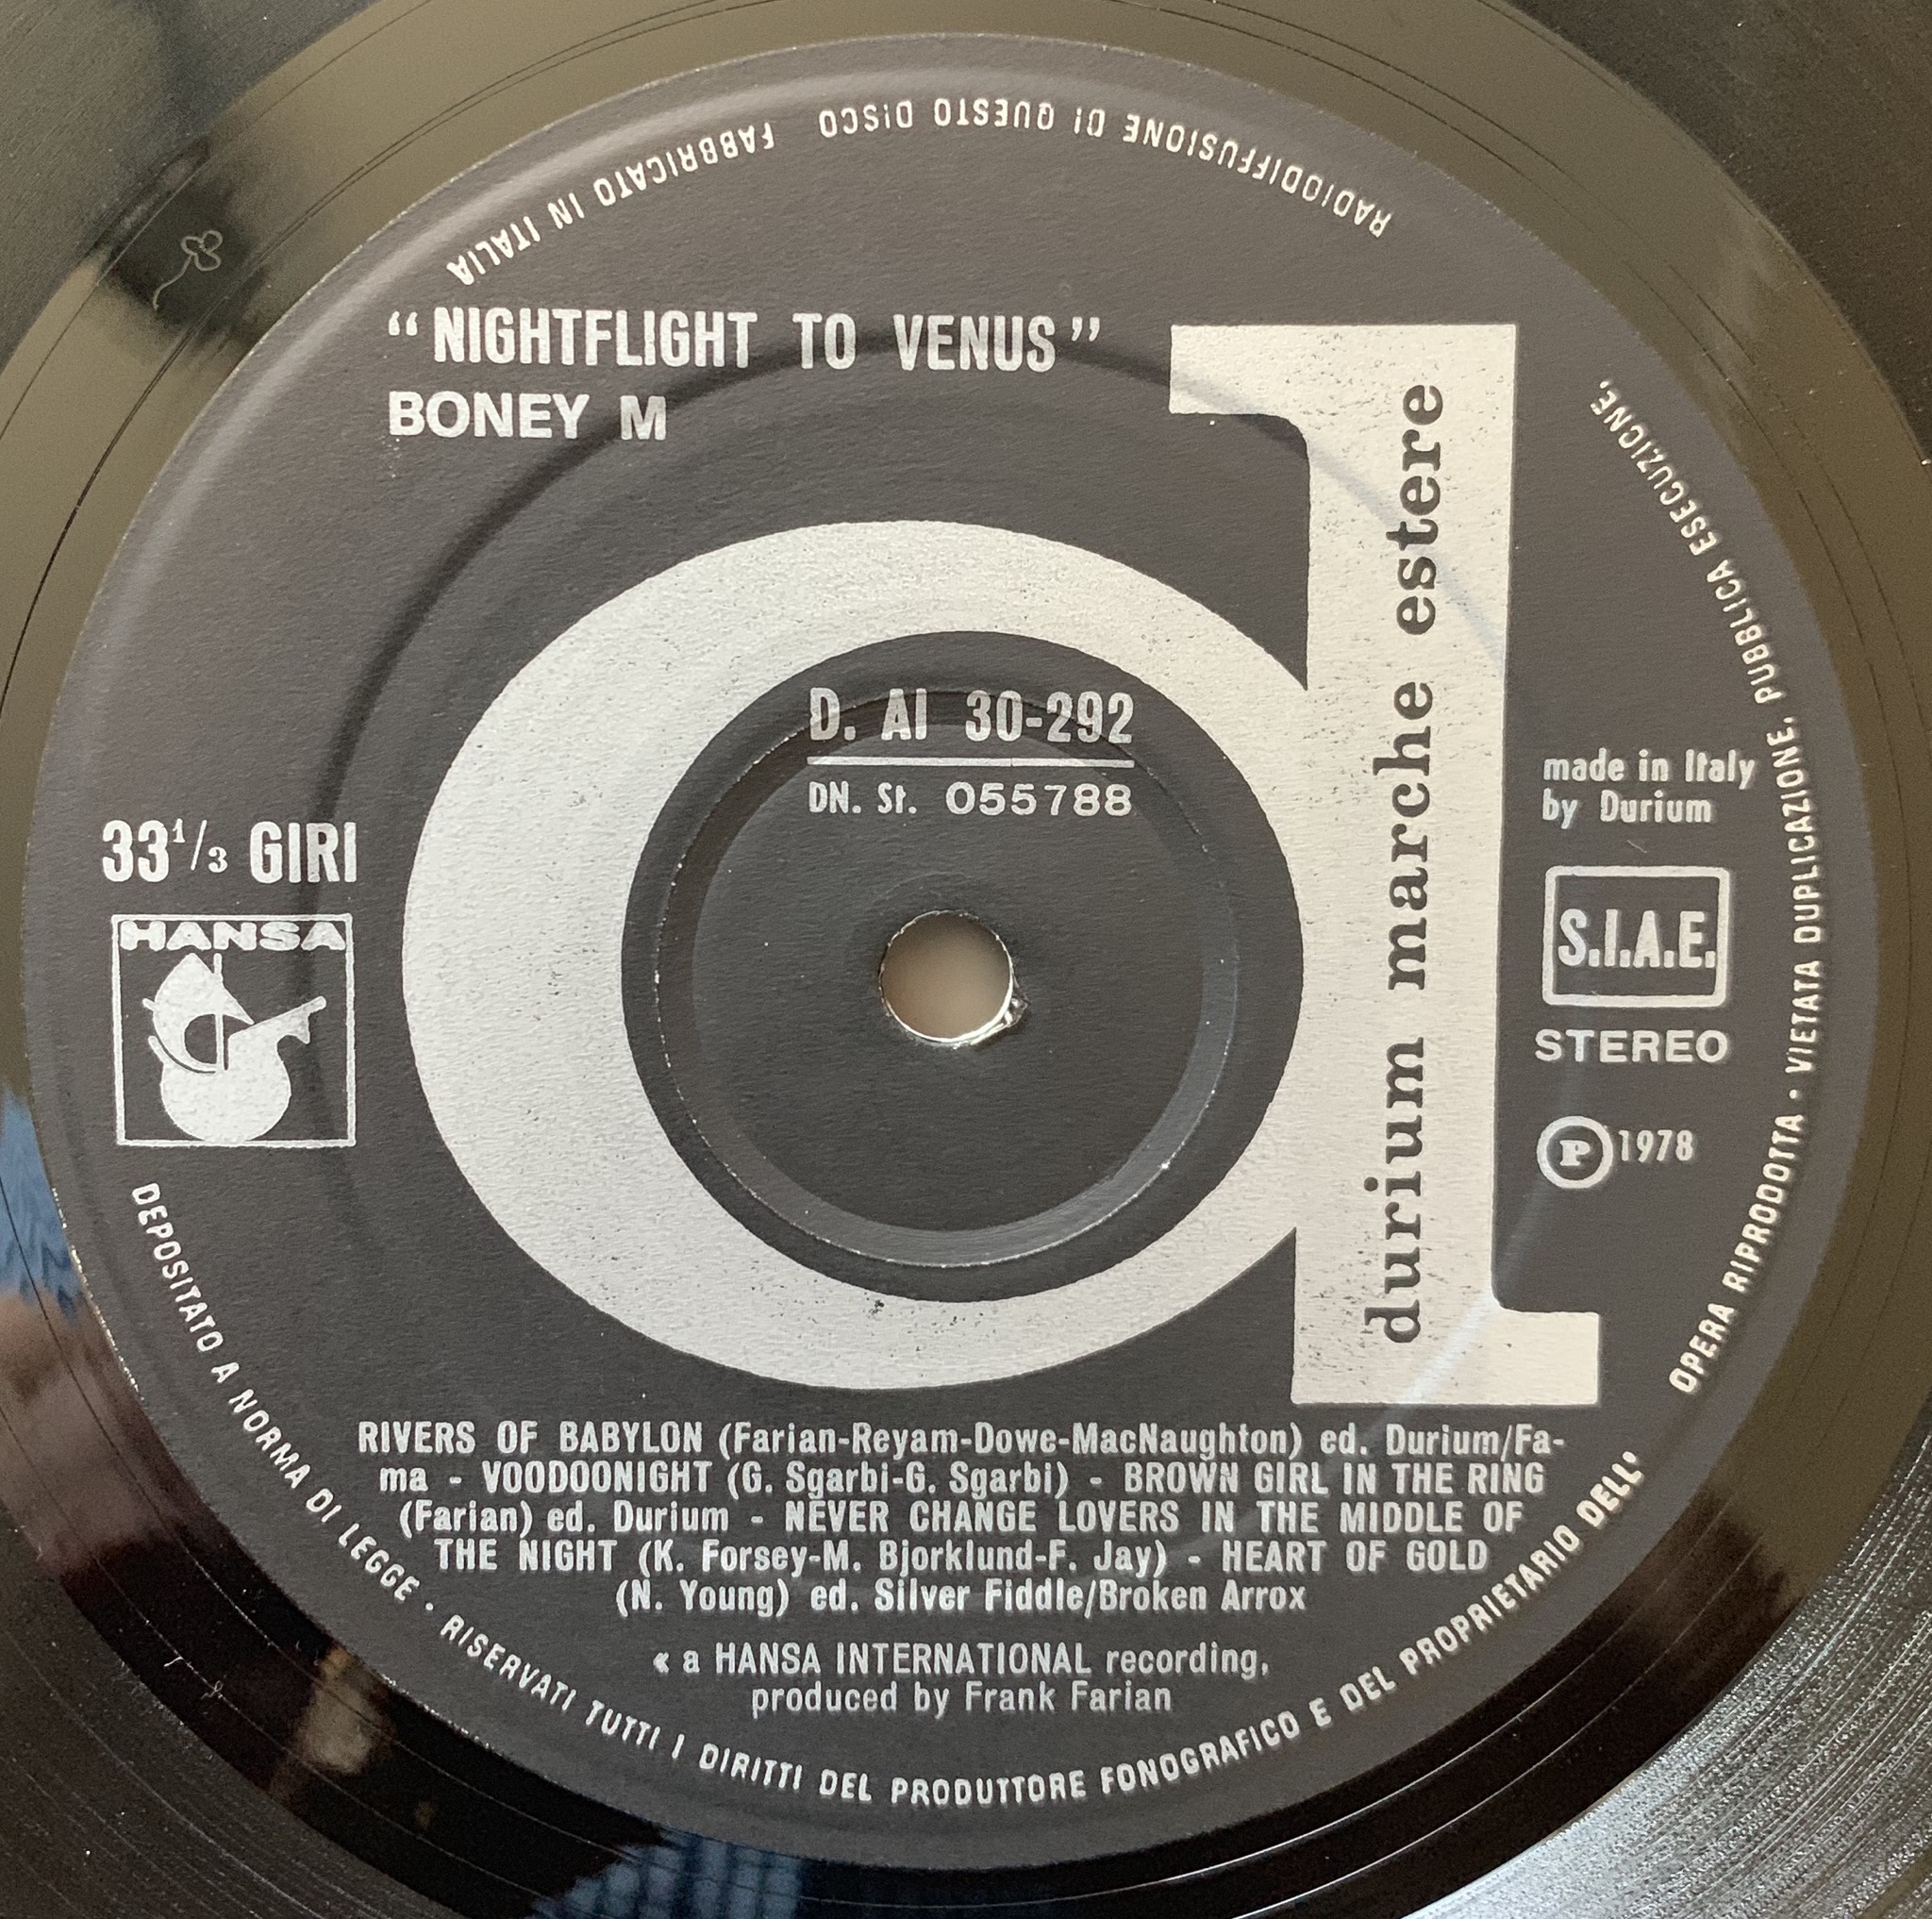 “NIGHTFLIGHT TO VENUS”
BONEY M
D. AI 30-292
DN. St. 055788
33 1/3 GIRI
HANSA
durium marche estere
made in Italy
by Durium
S.I.A.E.
STEREO
P 1978
RIVERS OF BABYLON (Farian-Reyam-Dowe-MacNaughton) ed. Durium/Fa-
ma - VOODOONIGHT (G. Sgarbi-G. Sgarbi) - BROWN GIRL IN THE RING
(Farian) ed. Durium - NEVER CHANGE LOVERS IN THE MIDDLE OF
THE NIGHT (K. Forsey-M. Bjorklund-F. Jay) - HEART OF GOLD
(N. Young) ed. Silver Fiddle/Broken Arrox
« a HANSA INTERNATIONAL recording,
produced by Frank Farian
DEPOSITATO A NORMA DI LEGGE · RISERVATI TUTTI I DIRITTI DEL PRODUTTORE FONOGRAFICO E DEL PROPRIETARIO DELL' OPERA RIPRODOTTA · VIETATA DUPLICAZIONE, PUBBLICA ESECUZIONE, RADIODIFFUSIONE DI QUESTO DISCO FABBRICATO IN ITALIA